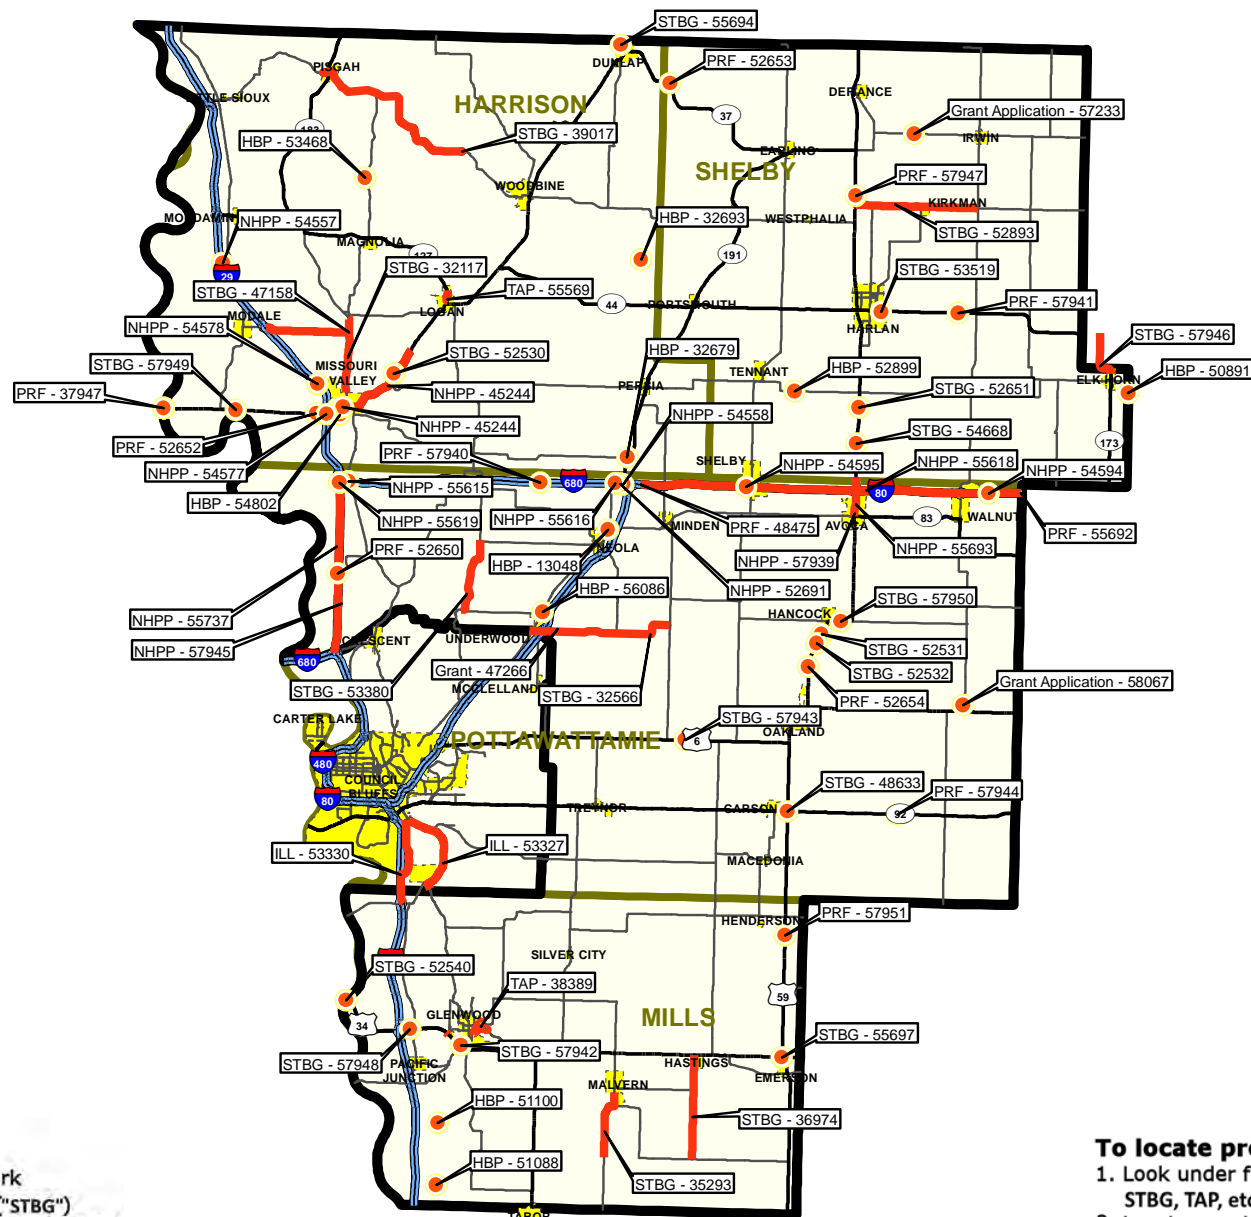 STBG - 55694
DUNLAP
PRF - 52653
PISGAH
HARRISON
DEFIANCE
LITTLE SIOUX
37
Grant Application - 57233
183
STBG - 39017
IRWIN
HBP - 53468
EARLING
SHELBY
WOODBINE
PRF - 57947
KIRKMAN
MONDAMIN
NHPP - 54557
HBP - 32693
WESTPHALIA
STBG - 52893
MAGNOLIA
127
191
29
STBG - 32117
STBG - 53519
STBG - 47158
TAP - 55569
44
PORTSMOUTH
PRF - 57941
LOGAN
MODALE
NHPP - 54578
HARLAN
STBG - 57946
STBG - 52530
HBP - 32679
STBG - 57949
MISSOURI
VALLEY
TENNANT
HBP - 52899
ELK HORN
HBP - 50891
PRF - 37947
NHPP - 45244
PERSIA
STBG - 52651
NHPP - 54558
NHPP - 45244
STBG - 54668
173
PRF - 52652
PRF - 57940
SHELBY
NHPP - 55618
NHPP - 54595
NHPP - 54594
NHPP - 54577
680
80
NHPP - 55615
HBP - 54802
NHPP - 55616
NHPP - 55619
MINDEN
PRF - 48475
AVOCA
83
WALNUT
PRF - 55692
PRF - 52650
NEOLA
NHPP - 55693
NHPP - 57939
HBP - 13048
HBP - 56086
NHPP - 52691
STBG - 57950
NHPP - 55737
HANCOCK
CRESCENT
UNDERWOOD
STBG - 52531
NHPP - 57945
680
Grant - 47266
STBG - 52532
STBG - 53380
MCCLELLAND
STBG - 32566
Grant Application - 58067
PRF - 52654
CARTER LAKE
STBG - 57943
OAKLAND
POTTAWATTAMIE
6
480
COUNCIL
BLUFFS
STBG - 48633
PRF - 57944
80
TREYNOR
CARSON
92
ILL - 53330
ILL - 53327
MACEDONIA
HENDERSON
PRF - 57951
SILVER CITY
STBG - 52540
TAP - 38389
59
GLENWOOD
MILLS
34
STBG - 55697
STBG - 57942
STBG - 57948
PACIFIC
JUNCTION
HASTINGS
EMERSON
MALVERN
HBP - 51100
STBG - 36974
HBP - 51088
STBG - 35293
TABOR
To locate pr
1. Look under f
STBG, TAP, etc
rk
("STBG")